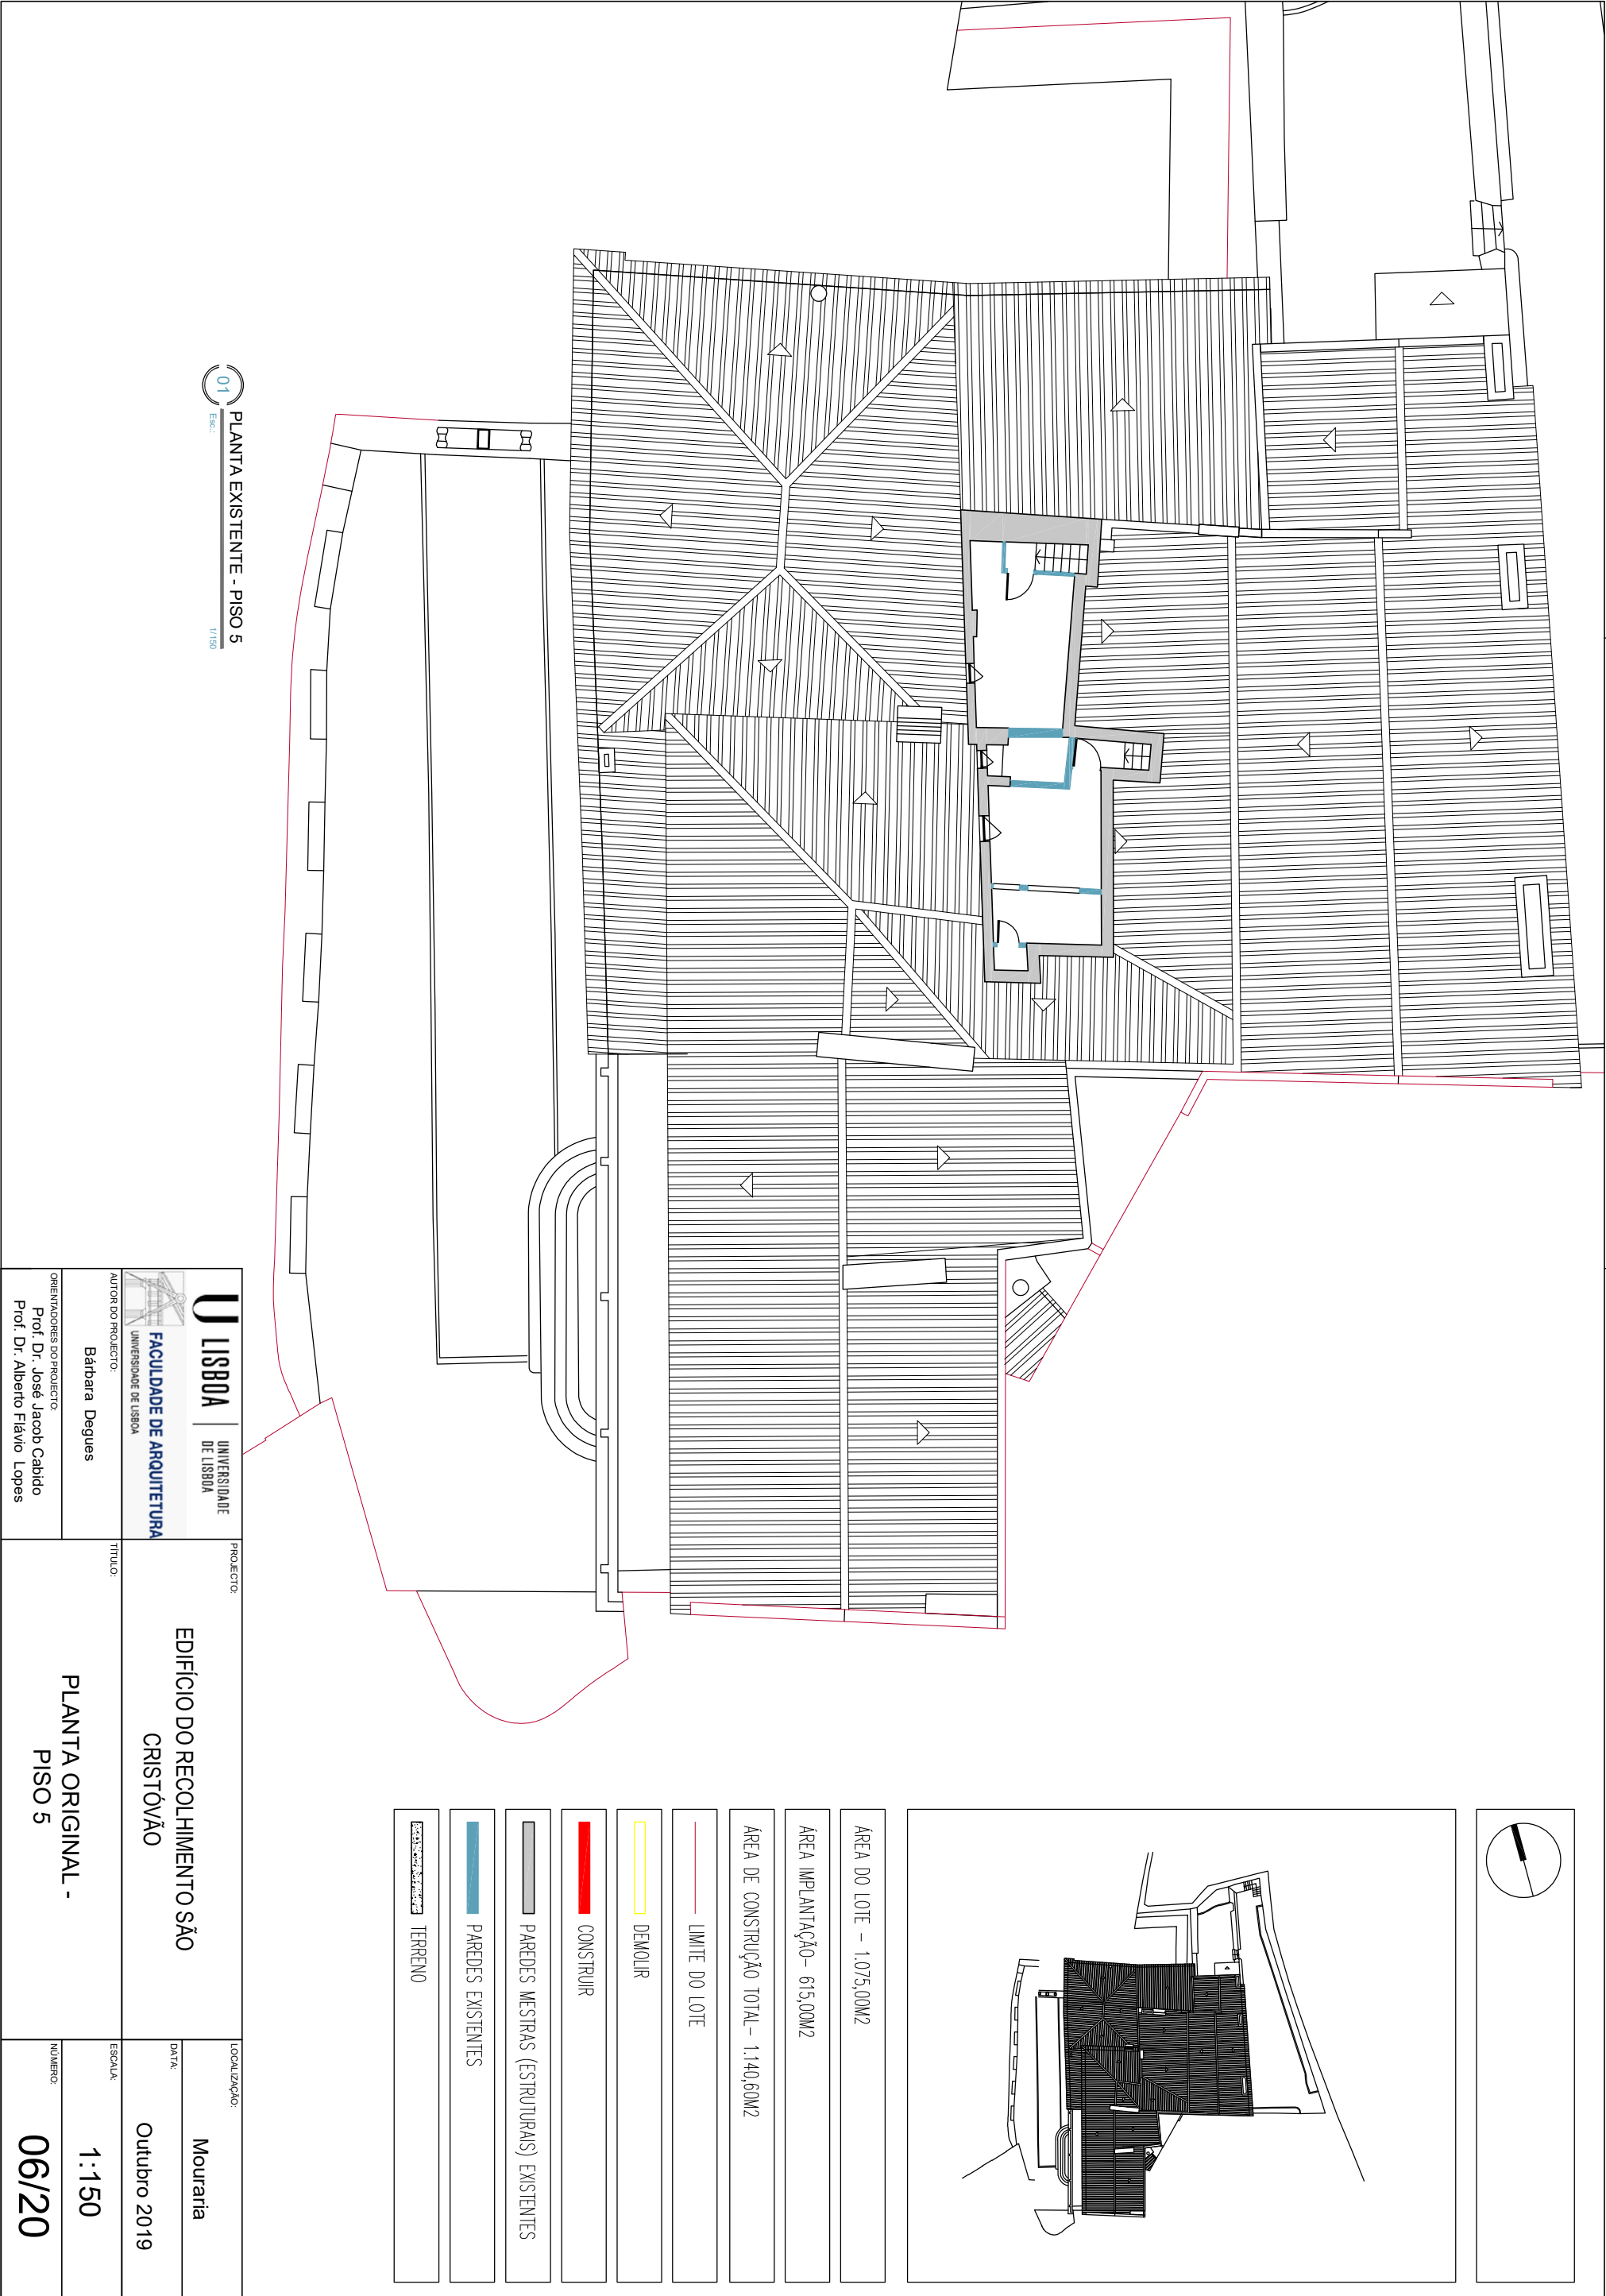 ÁREA DO LOTE - 1.075,00M2
ÁREA IMPLANTAÇÃO- 615,00M2
ÁREA DE CONSTRUÇÃO TOTAL- 1.140,60M2
LIMITE DO LOTE
DEMOLIR
CONSTRUIR
PAREDES MESTRAS (ESTRUTURAIS) EXISTENTES
PAREDES EXISTENTES
TERRENO
01
PLANTA EXISTENTE - PISO 5
Esc.:
1/150
U LISBOA
UNIVERSIDADE
DE LISBOA
FACULDADE DE ARQUITETURA
UNIVERSIDADE DE LISBOA
AUTOR DO PROJECTO:
Bárbara Degues
ORIENTADORES DO PROJECTO:
Prof. Dr. José Jacob Cabido
Prof. Dr. Alberto Flávio Lopes
PROJECTO:
EDIFÍCIO DO RECOLHIMENTO SÃO
CRISTÓVÃO
TÍTULO:
PLANTA ORIGINAL -
PISO 5
LOCALIZAÇÃO:
Mouraria
DATA:
Outubro 2019
ESCALA:
1:150
NÚMERO:
06/20